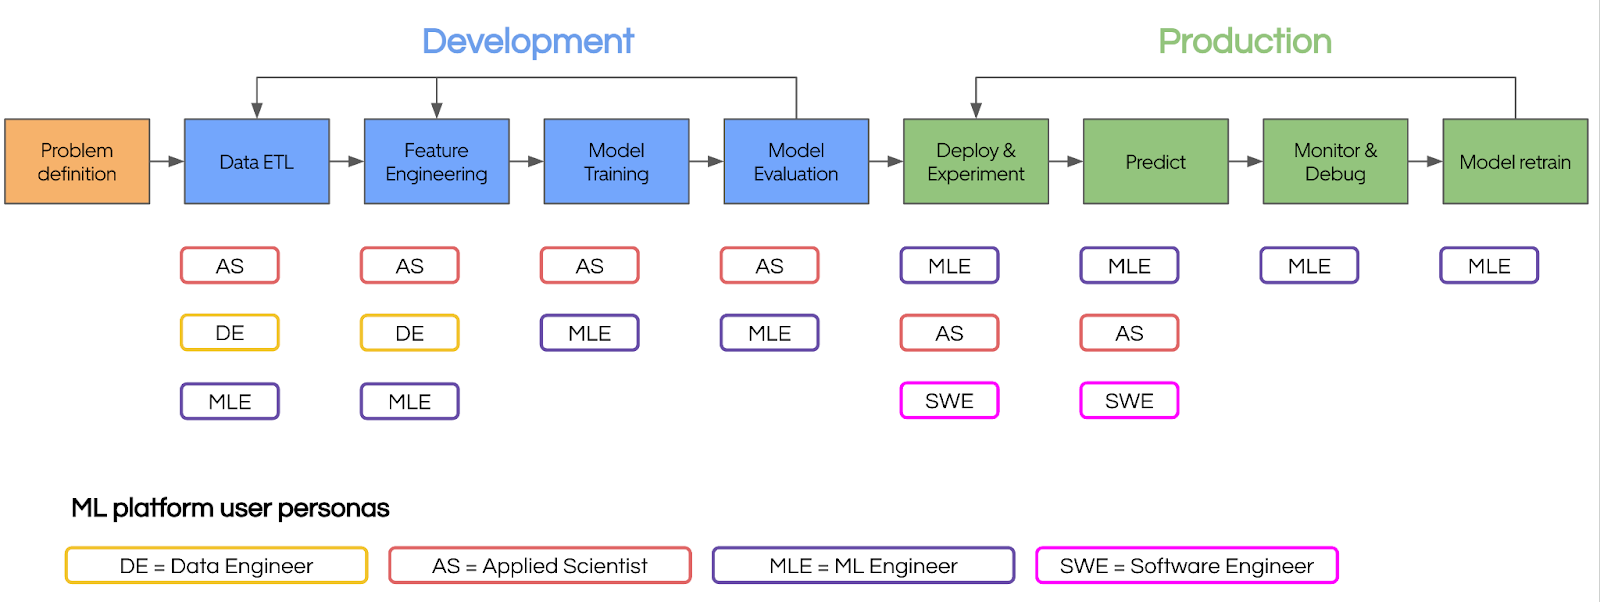 Development
Production
Problem
definition
Data ETL
Feature
Engineering
Model
Training
Model
Evaluation
Deploy &
Experiment
Predict
Monitor &
Debug
Model retrain
AS
AS
AS
AS
MLE
MLE
MLE
MLE
DE
DE
MLE
MLE
AS
AS
MLE
MLE
SWE
SWE
ML platform user personas
DE = Data Engineer
AS = Applied Scientist
MLE = ML Engineer
SWE = Software Engineer